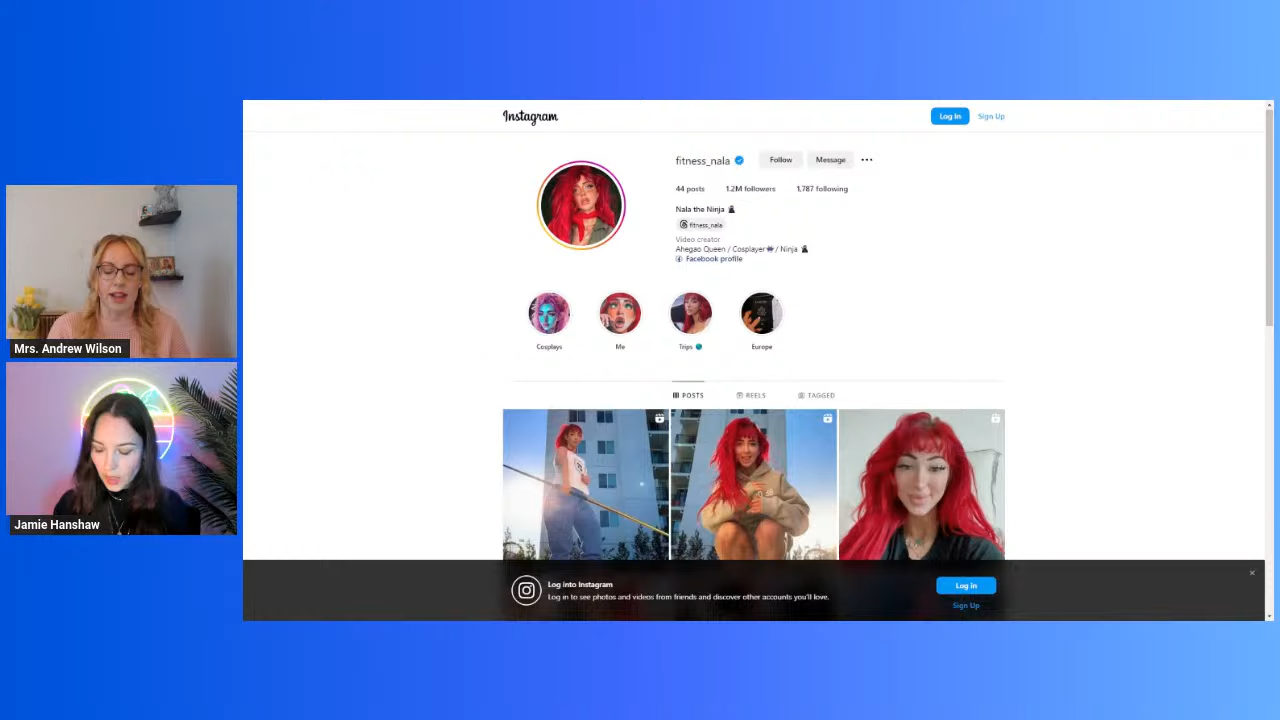 Instagram
Log In
Sign Up
fitness_nala
Follow
Message
44 posts
1.2M followers
1,787 following
Nala the Ninja
fitness_nala
Video creator
Ahegao Queen / Cosplayer / Ninja
Facebook profile
Cosplays
Me
Trips
Europe
POSTS
REELS
TAGGED
Mrs. Andrew Wilson
Jamie Hanshaw
Log into Instagram
Log in to see photos and videos from friends and discover other accounts you'll love.
Log in
Sign Up